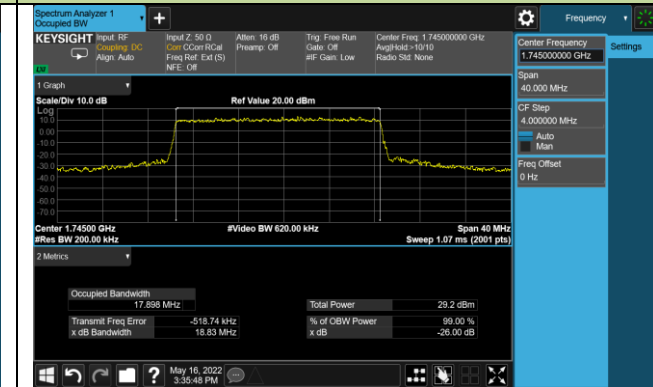 Spectrum Analyzer 1
Occupied BW
+
Frequency
KEYSIGHT
Input: RF
Coupling: DC
Align: Auto
Input Z: 50 Ω
Corr CCorr RCal
Freq Ref: Ext (S)
NFE: Off
Atten: 16 dB
Preamp: Off
Trig: Free Run
Gate: Off
#IF Gain: Low
Center Freq: 1.745000000 GHz
Avg|Hold:>10/10
Radio Std: None
Center Frequency
1.745000000 GHz
Settings
Span
40.000 MHz
CF Step
4.000000 MHz
Auto
Man
Freq Offset
0 Hz
1 Graph
Scale/Div 10.0 dB
Ref Value 20.00 dBm
Log
10.0
0.00
-10.0
-20.0
-30.0
-40.0
-50.0
-60.0
-70.0
Center 1.74500 GHz
#Video BW 620.00 kHz
Span 40 MHz
#Res BW 200.00 kHz
Sweep 1.07 ms (2001 pts)
2 Metrics
Occupied Bandwidth
17.898 MHz
Total Power
29.2 dBm
Transmit Freq Error
-518.74 kHz
% of OBW Power
99.00 %
x dB Bandwidth
18.83 MHz
x dB
-26.00 dB
?
May 16, 2022
3:35:48 PM